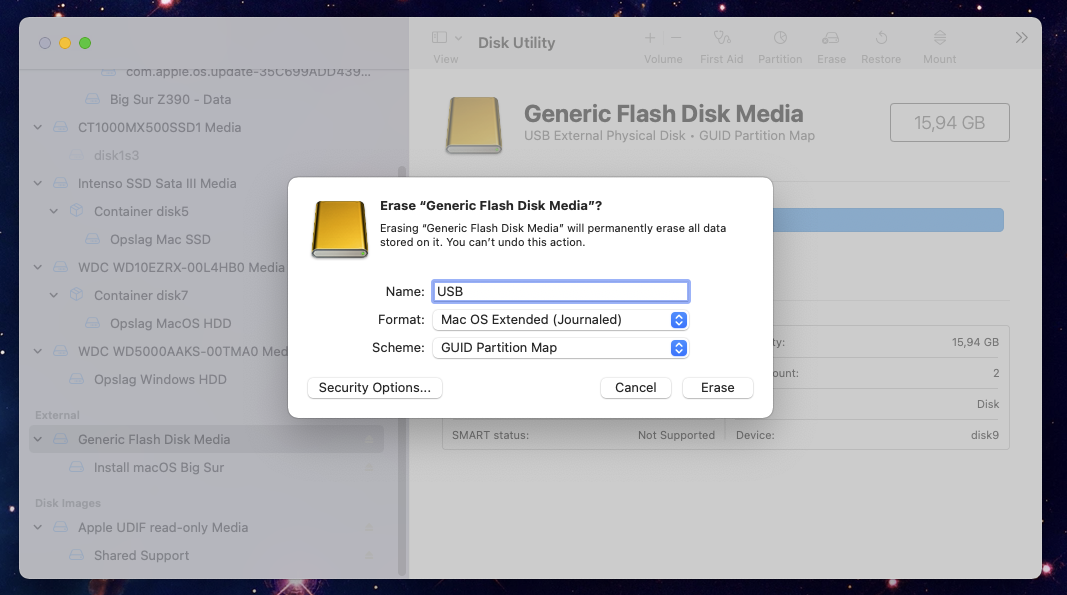 Disk Utility
View
Volume
First Aid
Partition
Erase
Restore
Mount
com.apple.os.update-35C699ADD439...
Big Sur Z390 - Data
CT1000MX500SSD1 Media
disk1s3
Intenso SSD Sata III Media
Container disk5
Opslag Mac SSD
WDC WD10EZRX-00L4HB0 Media
Container disk7
Opslag MacOS HDD
WDC WD5000AAKS-00TMA0 Med
Opslag Windows HDD
External
Generic Flash Disk Media
Install macOS Big Sur
Disk Images
Apple UDIF read-only Media
Shared Support
Generic Flash Disk Media
USB External Physical Disk • GUID Partition Map
15,94 GB
Erase “Generic Flash Disk Media”?
Erasing “Generic Flash Disk Media” will permanently erase all data
stored on it. You can’t undo this action.
Name: USB
Format: Mac OS Extended (Journaled)
Scheme: GUID Partition Map
Security Options...
Cancel
Erase
ty: 15,94 GB
ount: 2
Disk
SMART status: Not Supported
Device: disk9